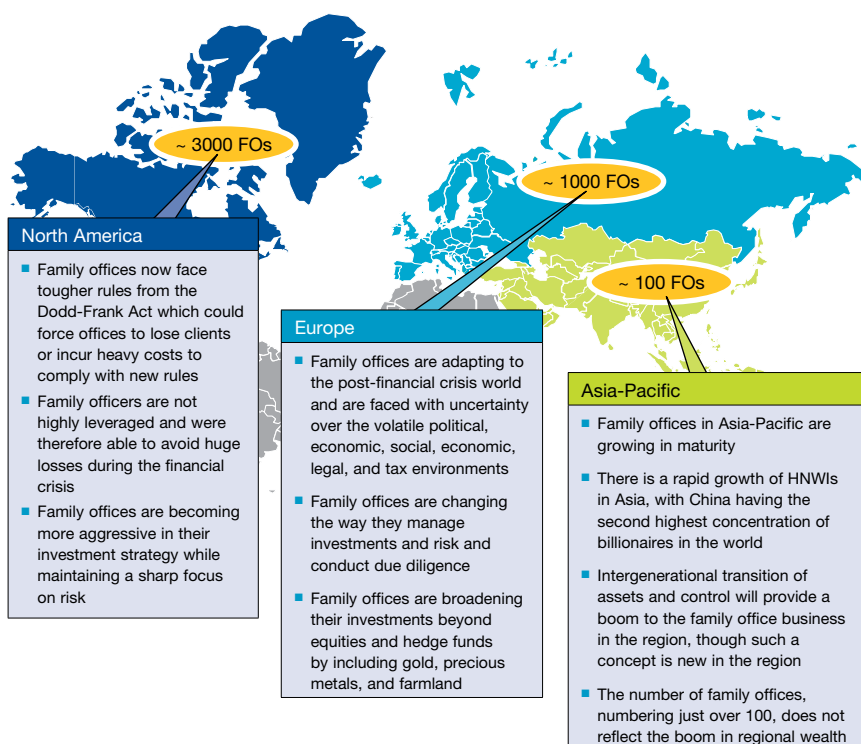 ~ 3000 FOs
~ 1000 FOs
~ 100 FOs
North America
Family offices now face
tougher rules from the
Dodd-Frank Act which could
force offices to lose clients
or incur heavy costs to
comply with new rules
Family officers are not
highly leveraged and were
therefore able to avoid huge
losses during the financial
crisis
Family offices are becoming
more aggressive in their
investment strategy while
maintaining a sharp focus
on risk
Europe
Family offices are adapting to
the post-financial crisis world
and are faced with uncertainty
over the volatile political,
economic, social, economic,
legal, and tax environments
Family offices are changing
the way they manage
investments and risk and
conduct due diligence
Family offices are broadening
their investments beyond
equities and hedge funds
by including gold, precious
metals, and farmland
Asia-Pacific
Family offices in Asia-Pacific are
growing in maturity
There is a rapid growth of HNWIs
in Asia, with China having the
second highest concentration of
billionaires in the world
Intergenerational transition of
assets and control will provide a
boom to the family office business
in the region, though such a
concept is new in the region
The number of family offices,
numbering just over 100, does not
reflect the boom in regional wealth